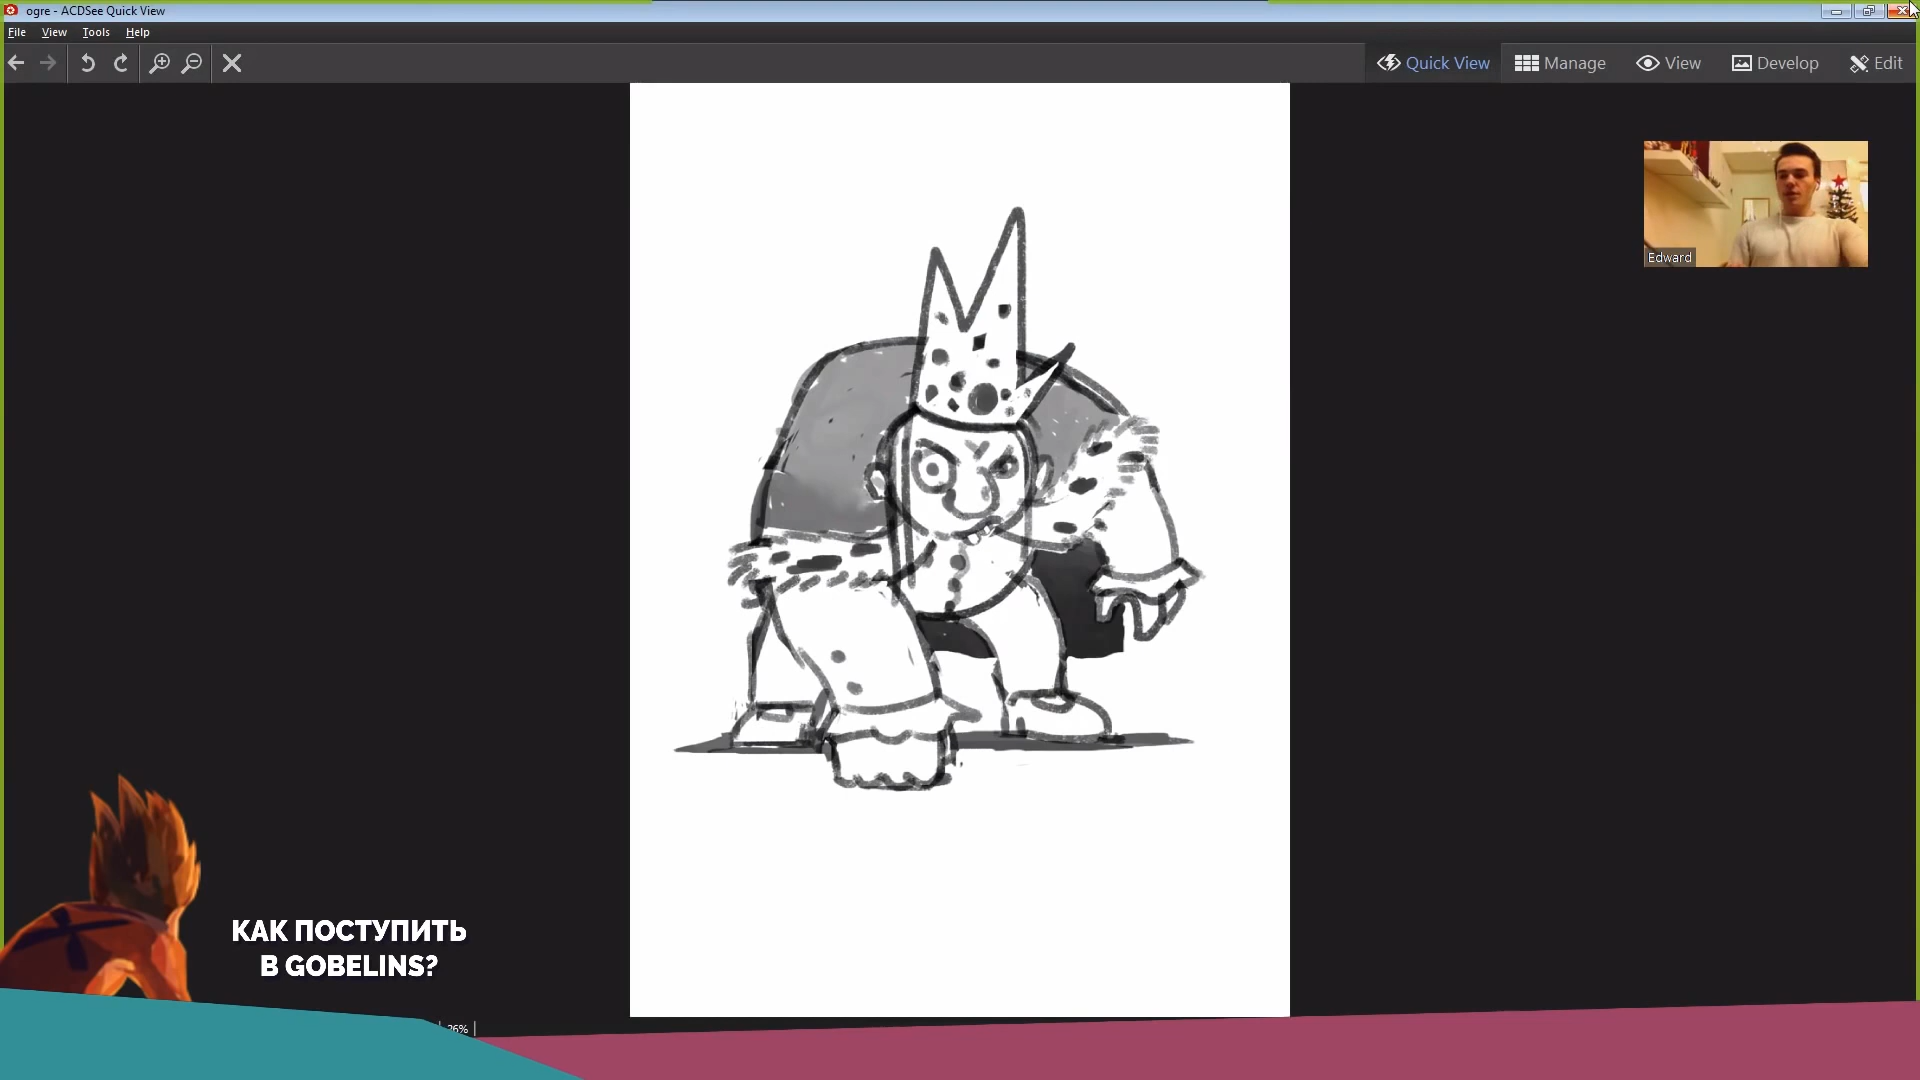 ogre - ACDSee Quick View
File View Tools Help
Quick View Manage View Develop Edit
Edward
КАК ПОСТУПИТЬ
В GOBELINS?
26%